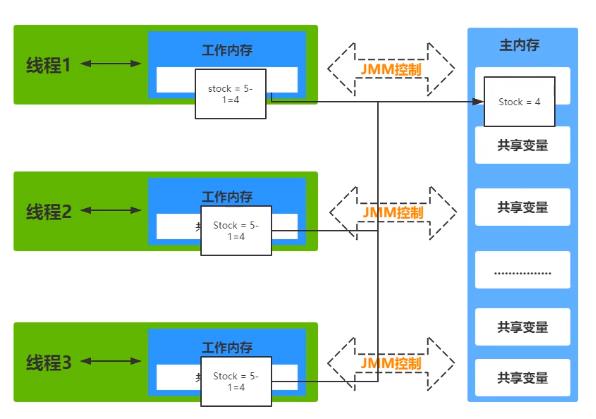 线程1
工作内存
stock = 5-
1=4
JMM控制
主内存
Stock = 4
共享变量
线程2
工作内存
Stock = 5-
1=4
JMM控制
共享变量
................
线程3
工作内存
Stock = 5-
1=4
JMM控制
共享变量
共享变量